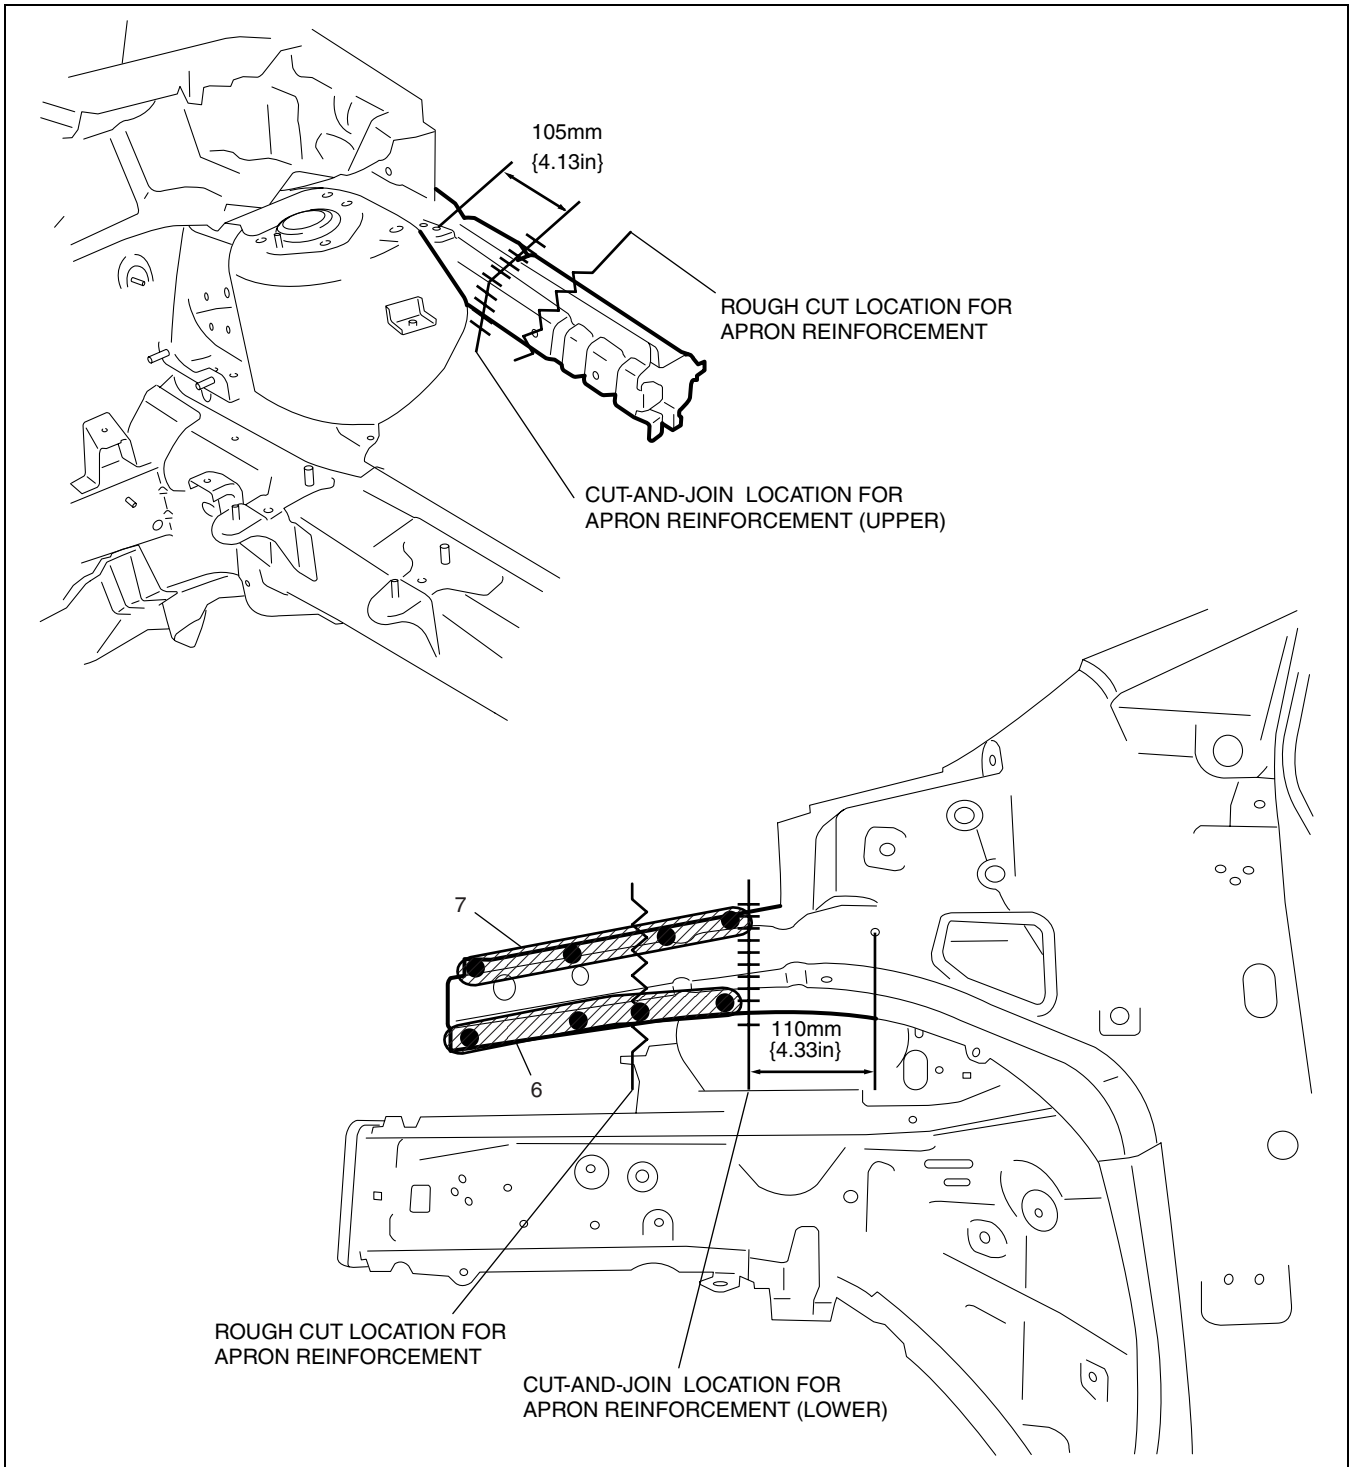 105mm
{4.13in}
ROUGH CUT LOCATION FOR
APRON REINFORCEMENT
CUT-AND-JOIN LOCATION FOR
APRON REINFORCEMENT (UPPER)
7
110mm
{4.33in}
6
ROUGH CUT LOCATION FOR
APRON REINFORCEMENT
CUT-AND-JOIN LOCATION FOR
APRON REINFORCEMENT (LOWER)